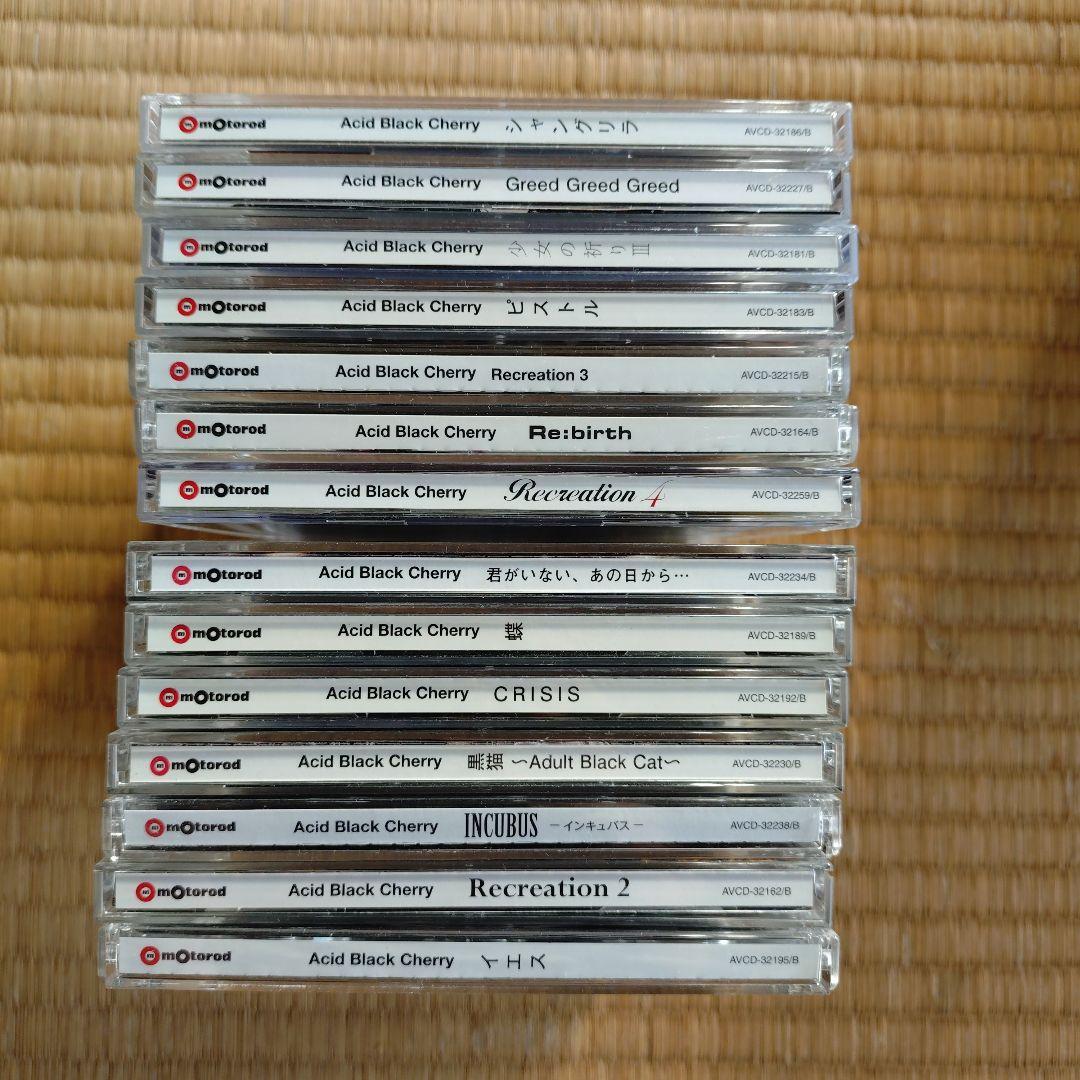 motorod Acid Black Cherry シャングリラ AVCD-32186/B
motorod Acid Black Cherry Greed Greed Greed AVCD-32227/B
motorod Acid Black Cherry 少女の祈りIII AVCD-32181/B
motorod Acid Black Cherry ピストル AVCD-32183/B
motorod Acid Black Cherry Recreation 3 AVCD-32215/B
motorod Acid Black Cherry Re:birth AVCD-32164/B
motorod Acid Black Cherry Recreation 4 AVCD-32259/B
motorod Acid Black Cherry 君がいない、あの日から… AVCD-32234/B
motorod Acid Black Cherry 蝶 AVCD-32189/B
motorod Acid Black Cherry CRISIS AVCD-32192/B
motorod Acid Black Cherry 黒猫 ~Adult Black Cat~ AVCD-32230/B
motorod Acid Black Cherry INCUBUS －インキュバス－ AVCD-32238/B
motorod Acid Black Cherry Recreation 2 AVCD-32162/B
motorod Acid Black Cherry イエス AVCD-32195/B